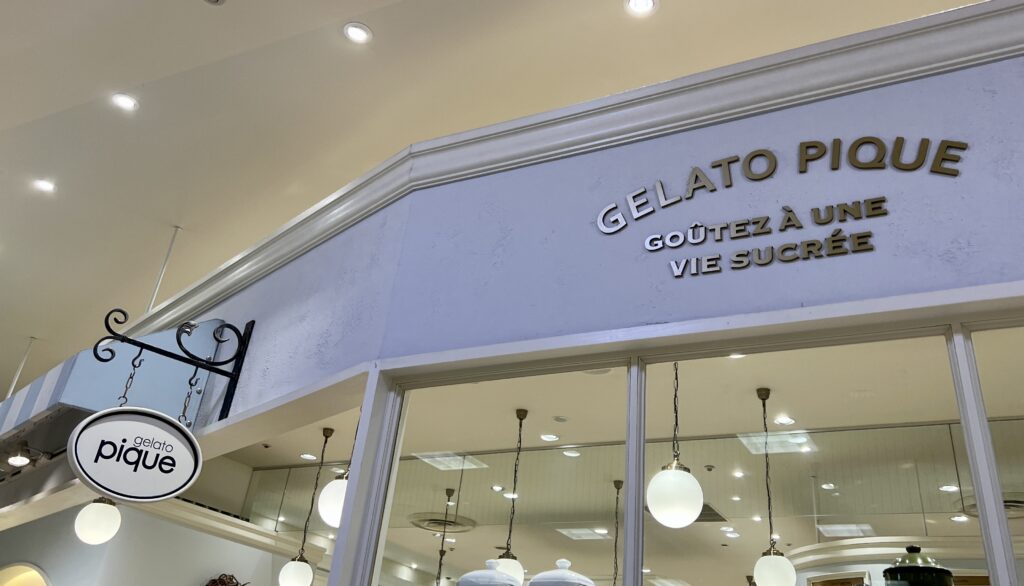 GELATO PIQUE
GOÛTEZ À UNE
VIE SUCRÉE
gelato
pique